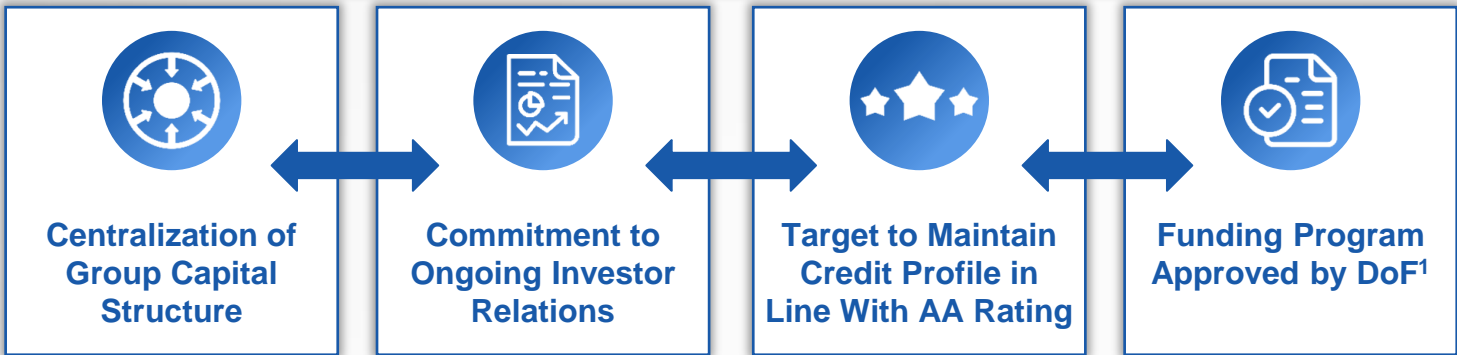 Centralization of
Group Capital
Structure
Commitment to
Ongoing Investor
Relations
Target to Maintain
Credit Profile in
Line With AA Rating
Funding Program
Approved by DoF¹